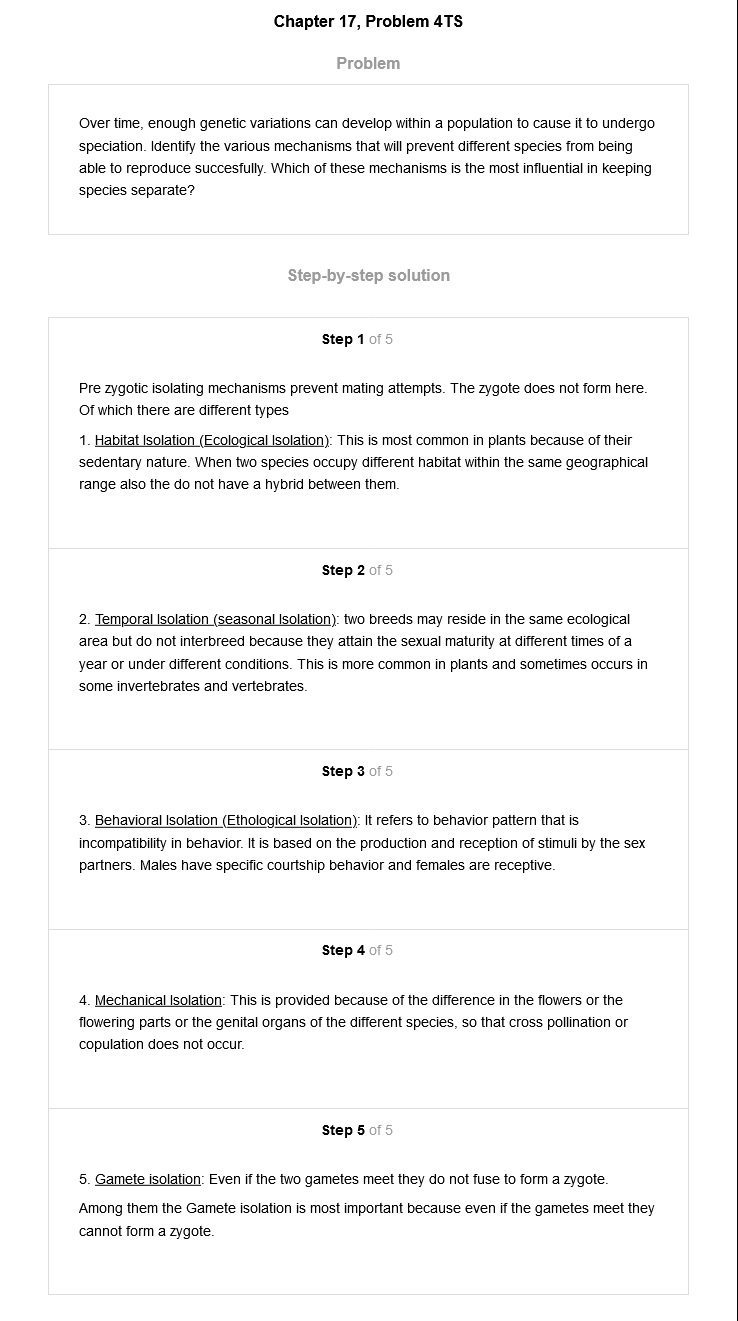 Chapter 17, Problem 4TS
Problem
Over time, enough genetic variations can develop within a population to cause it to undergo
speciation. Identify the various mechanisms that will prevent different species from being
able to reproduce succesfully. Which of these mechanisms is the most influential in keeping
species separate?
Step-by-step solution
Step 1 of 5
Pre zygotic isolating mechanisms prevent mating attempts. The zygote does not form here.
Of which there are different types
1. Habitat Isolation (Ecological Isolation): This is most common in plants because of their
sedentary nature. When two species occupy different habitat within the same geographical
range also the do not have a hybrid between them.
Step 2 of 5
2. Temporal Isolation (seasonal Isolation): two breeds may reside in the same ecological
area but do not interbreed because they attain the sexual maturity at different times of a
year or under different conditions. This is more common in plants and sometimes occurs in
some invertebrates and vertebrates.
Step 3 of 5
3. Behavioral Isolation (Ethological Isolation): It refers to behavior pattern that is
incompatibility in behavior. It is based on the production and reception of stimuli by the sex
partners. Males have specific courtship behavior and females are receptive.
Step 4 of 5
4. Mechanical Isolation: This is provided because of the difference in the flowers or the
flowering parts or the genital organs of the different species, so that cross pollination or
copulation does not occur.
Step 5 of 5
5. Gamete isolation: Even if the two gametes meet they do not fuse to form a zygote.
Among them the Gamete isolation is most important because even if the gametes meet they
cannot form a zygote.